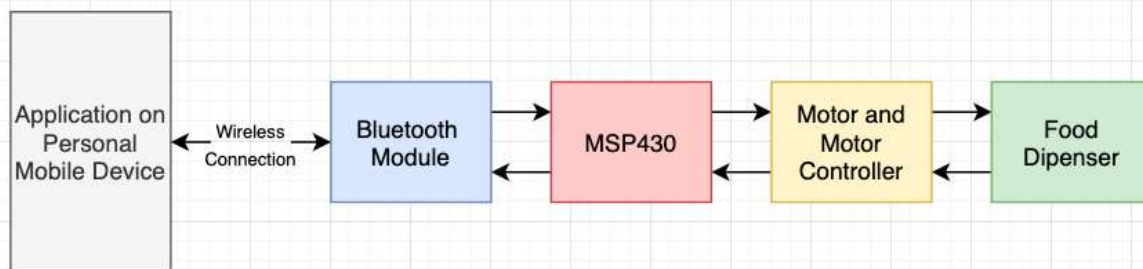 Application on
Personal
Mobile Device
Wireless
Connection
Bluetooth
Module
MSP430
Motor and
Motor
Controller
Food
Dipenser